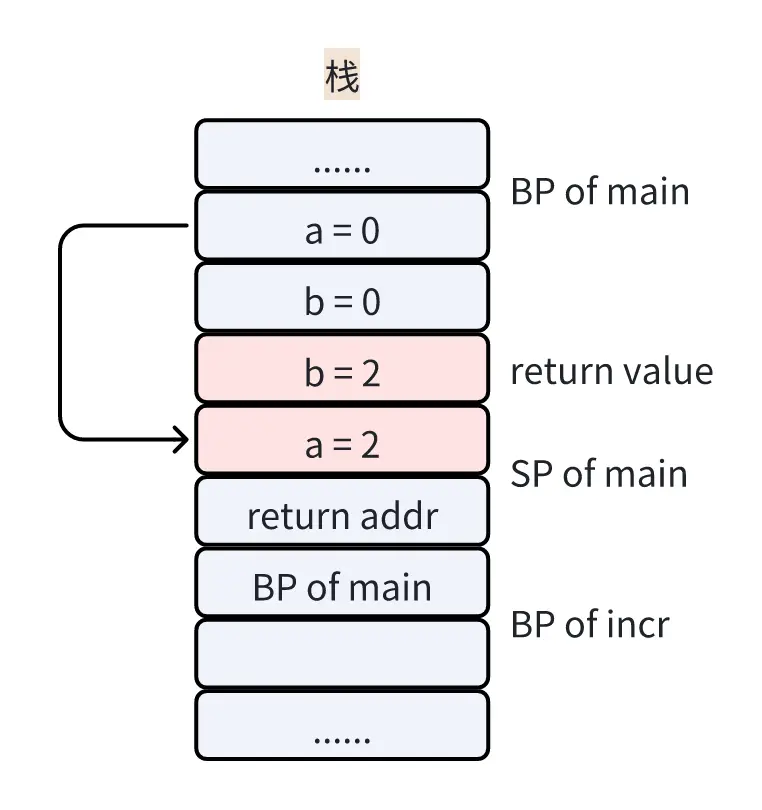 栈
......
BP of main
a = 0
b = 0
b = 2
return value
a = 2
SP of main
return addr
BP of main
BP of incr
......